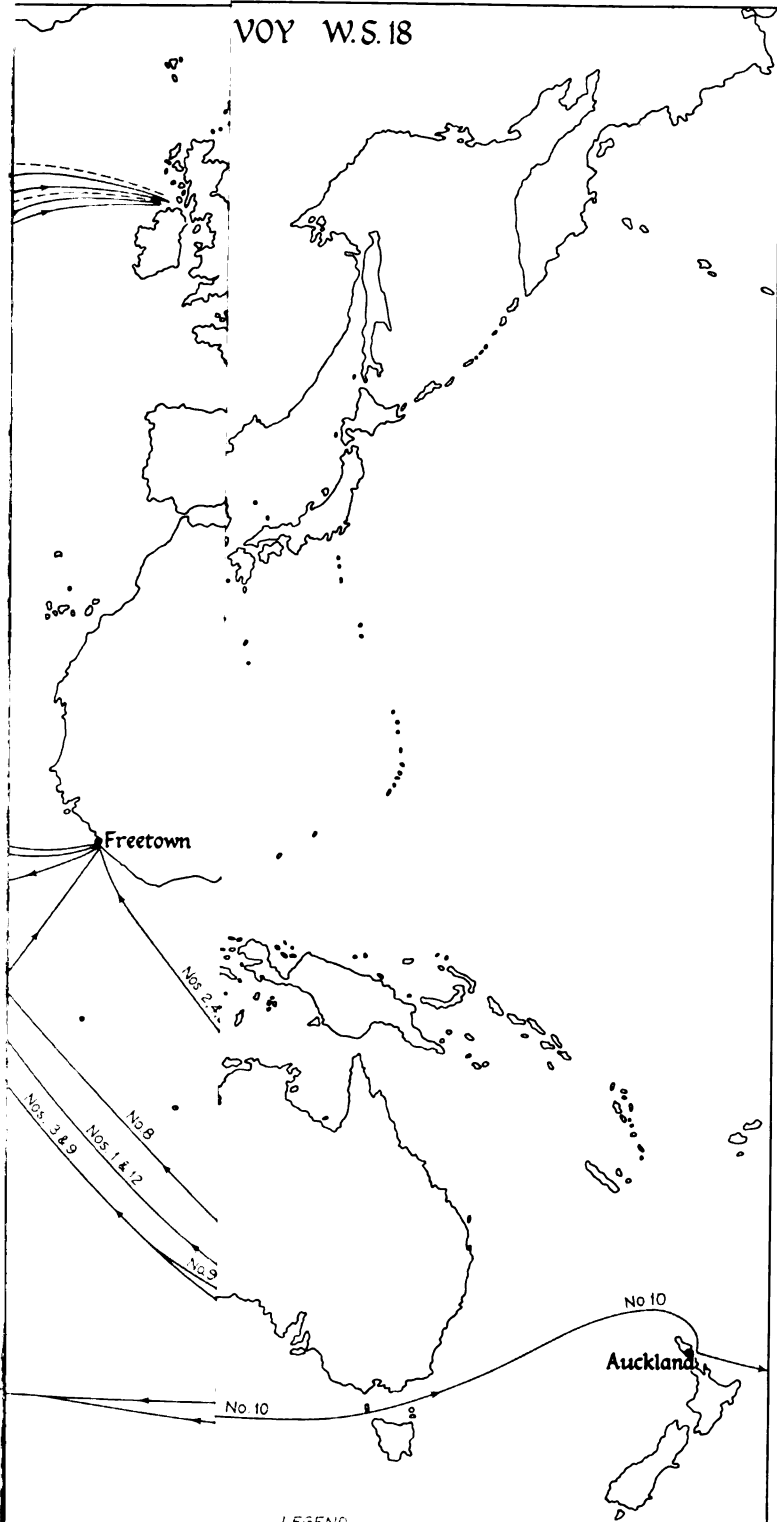 VOY W.S. 18
Freetown
Nos 2.4.
No.8
Nos. 1 & 12
Nos. 3 & 9
No.9
No 10
Auckland
No. 10
LEGEND